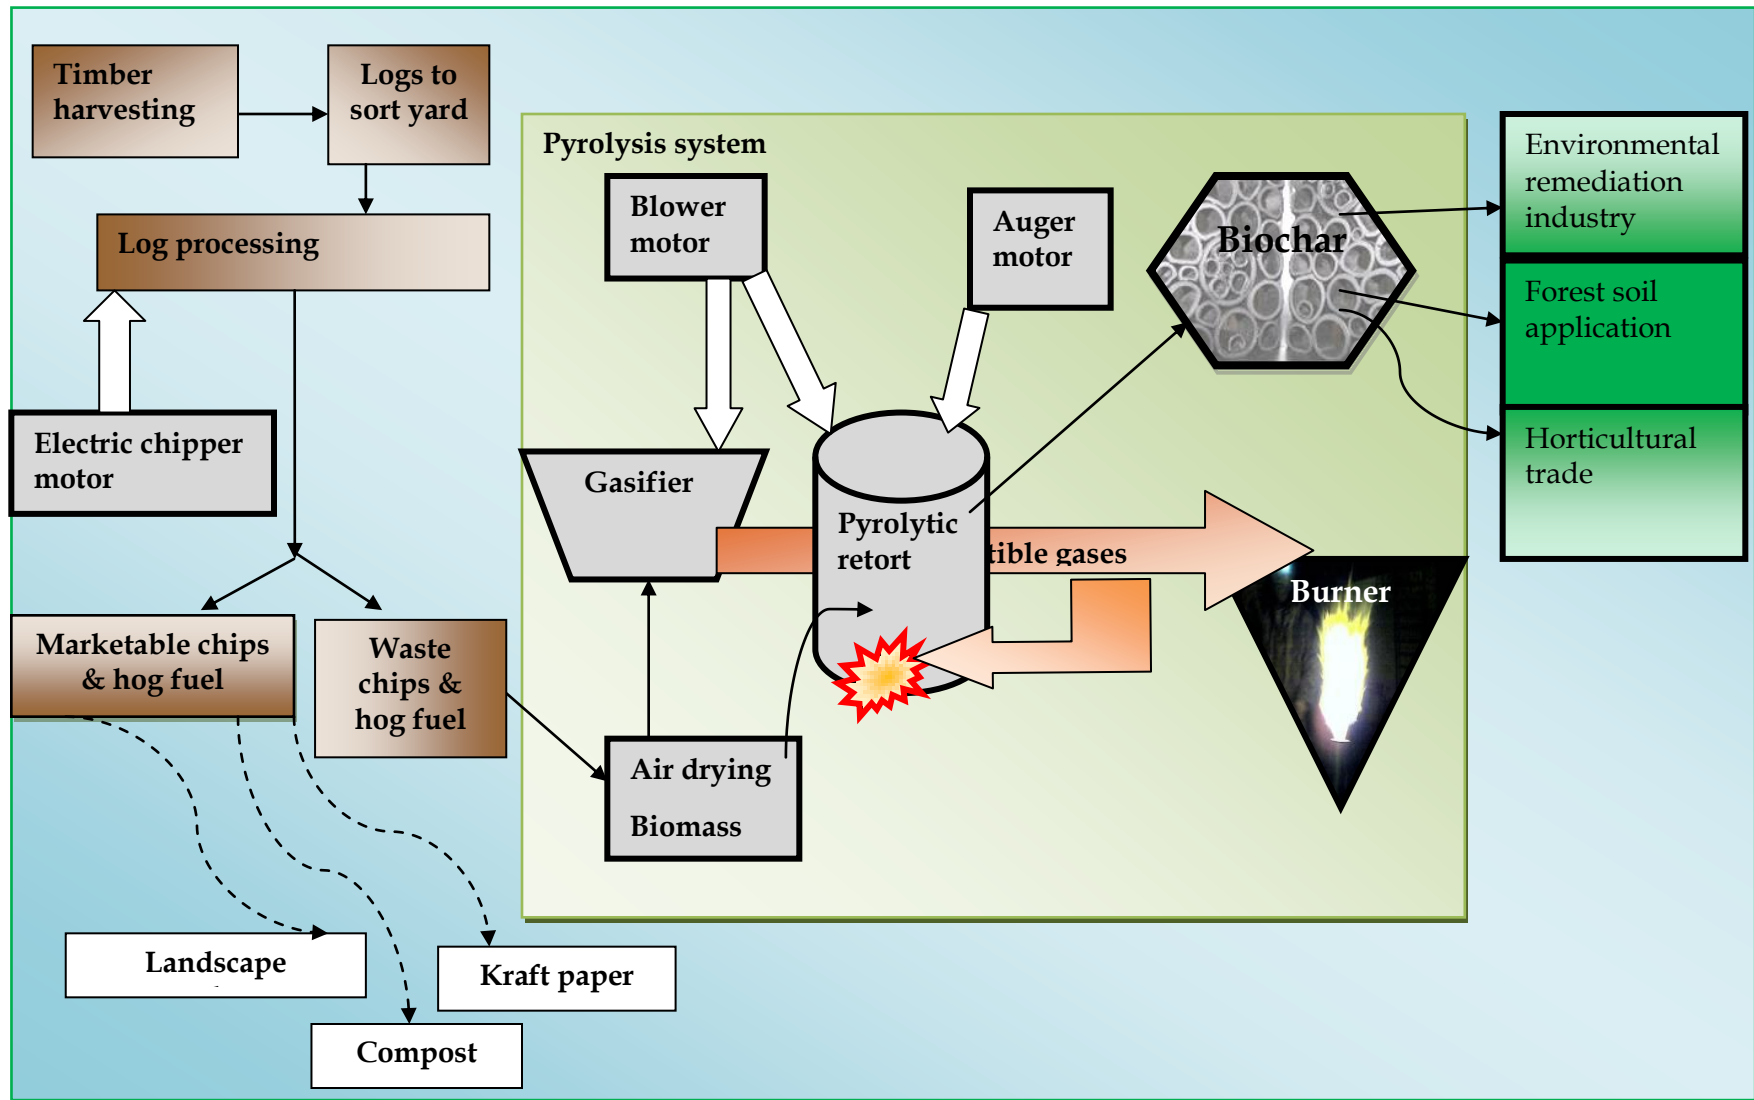 Timber
harvesting
Logs to
sort yard
Log processing
Electric chipper
motor
Marketable chips
& hog fuel
Waste
chips &
hog fuel
Landscape
Kraft paper
Compost
Pyrolysis system
Blower
motor
Auger
motor
Gasifier
Pyrolytic
retort
tible gases
Air drying
Biomass
Biochar
Burner
Environmental
remediation
industry
Forest soil
application
Horticultural
trade